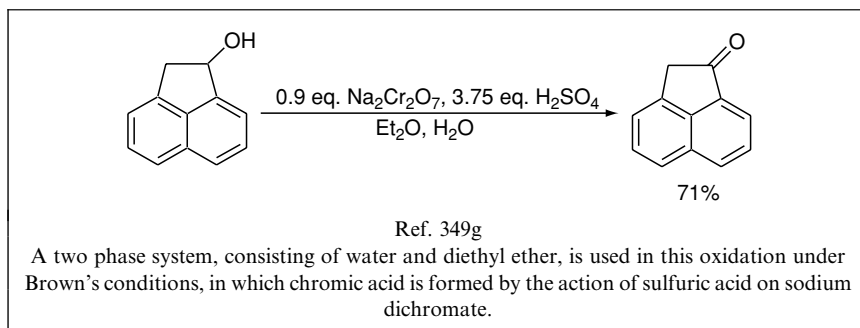 OH
O
0.9 eq. Na₂Cr₂O₇, 3.75 eq. H₂SO₄
Et₂O, H₂O
71%
Ref. 349g
A two phase system, consisting of water and diethyl ether, is used in this oxidation under
Brown's conditions, in which chromic acid is formed by the action of sulfuric acid on sodium
dichromate.